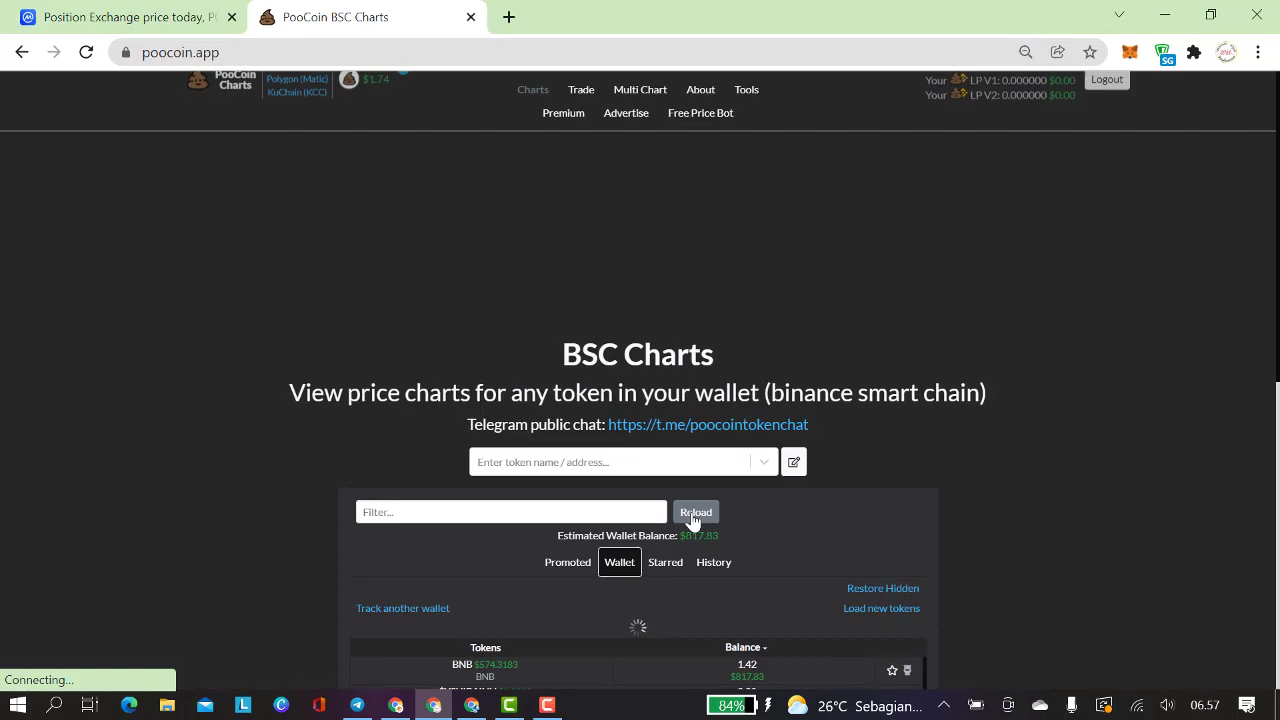 Position Exchange price today, PC
PooCoin BSC Charts
poocoin.app
SG
PooCoin
Charts
Polygon (Matic)
KuChain (KCC)
$1.74
Charts
Trade
Multi Chart
About
Tools
Premium
Advertise
Free Price Bot
Your LP V1: 0.000000 $0.00
Your LP V2: 0.000000 $0.00
Logout
BSC Charts
View price charts for any token in your wallet (binance smart chain)
Telegram public chat: https://t.me/poocointokenchat
Enter token name / address...
Filter...
Reload
Estimated Wallet Balance: $817.83
Promoted
Wallet
Starred
History
Restore Hidden
Track another wallet
Load new tokens
Tokens
Balance
BNB $574.3183
1.42
BNB
$817.83
Connecting...
84%
26°C Sebagian...
06.57